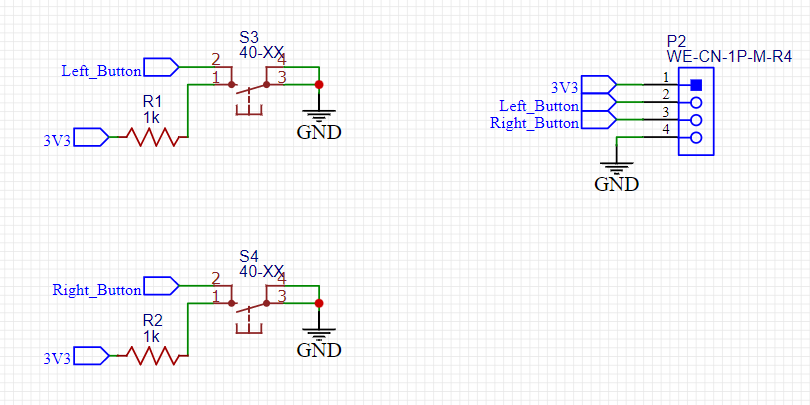 S3
40-XX
Left_Button
2
4
1
3
R1
1k
3V3
GND
P2
WE-CN-1P-M-R4
3V3
1
Left_Button
2
Right_Button
3
4
GND
S4
40-XX
Right_Button
2
4
1
3
R2
1k
3V3
GND